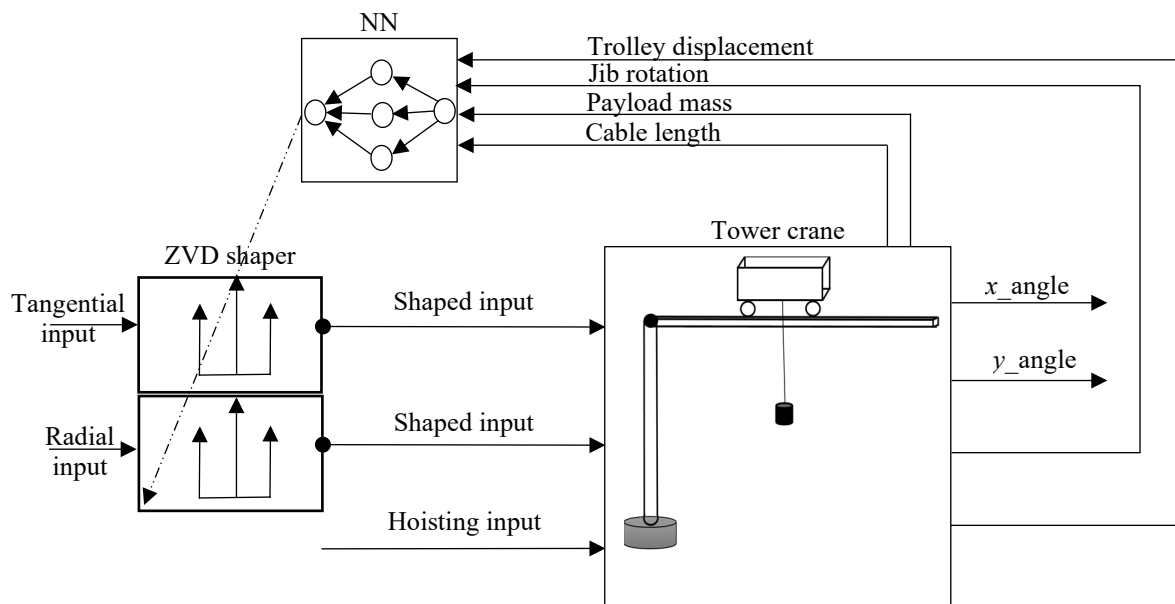 NN
Trolley displacement
Jib rotation
Payload mass
Cable length
Tower crane
ZVD shaper
Tangential
input
Shaped input
x_angle
y_angle
Radial
input
Shaped input
Hoisting input